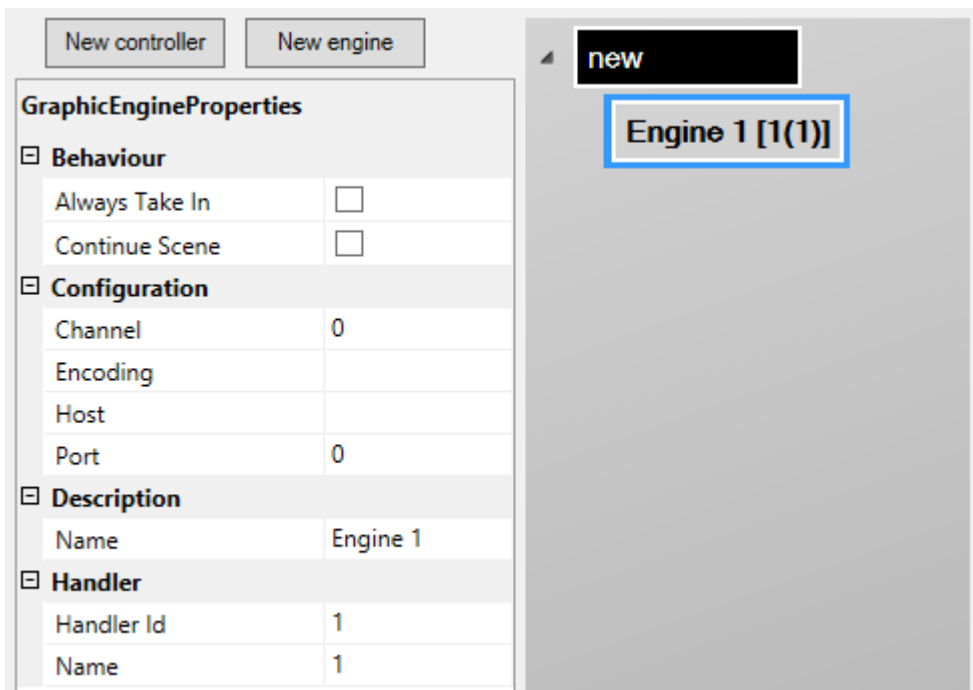 New controller New engine
GraphicEngineProperties
Behaviour
Always Take In
Continue Scene
Configuration
Channel 0
Encoding
Host
Port 0
Description
Name Engine 1
Handler
Handler Id 1
Name 1
new
Engine 1 [1(1)]